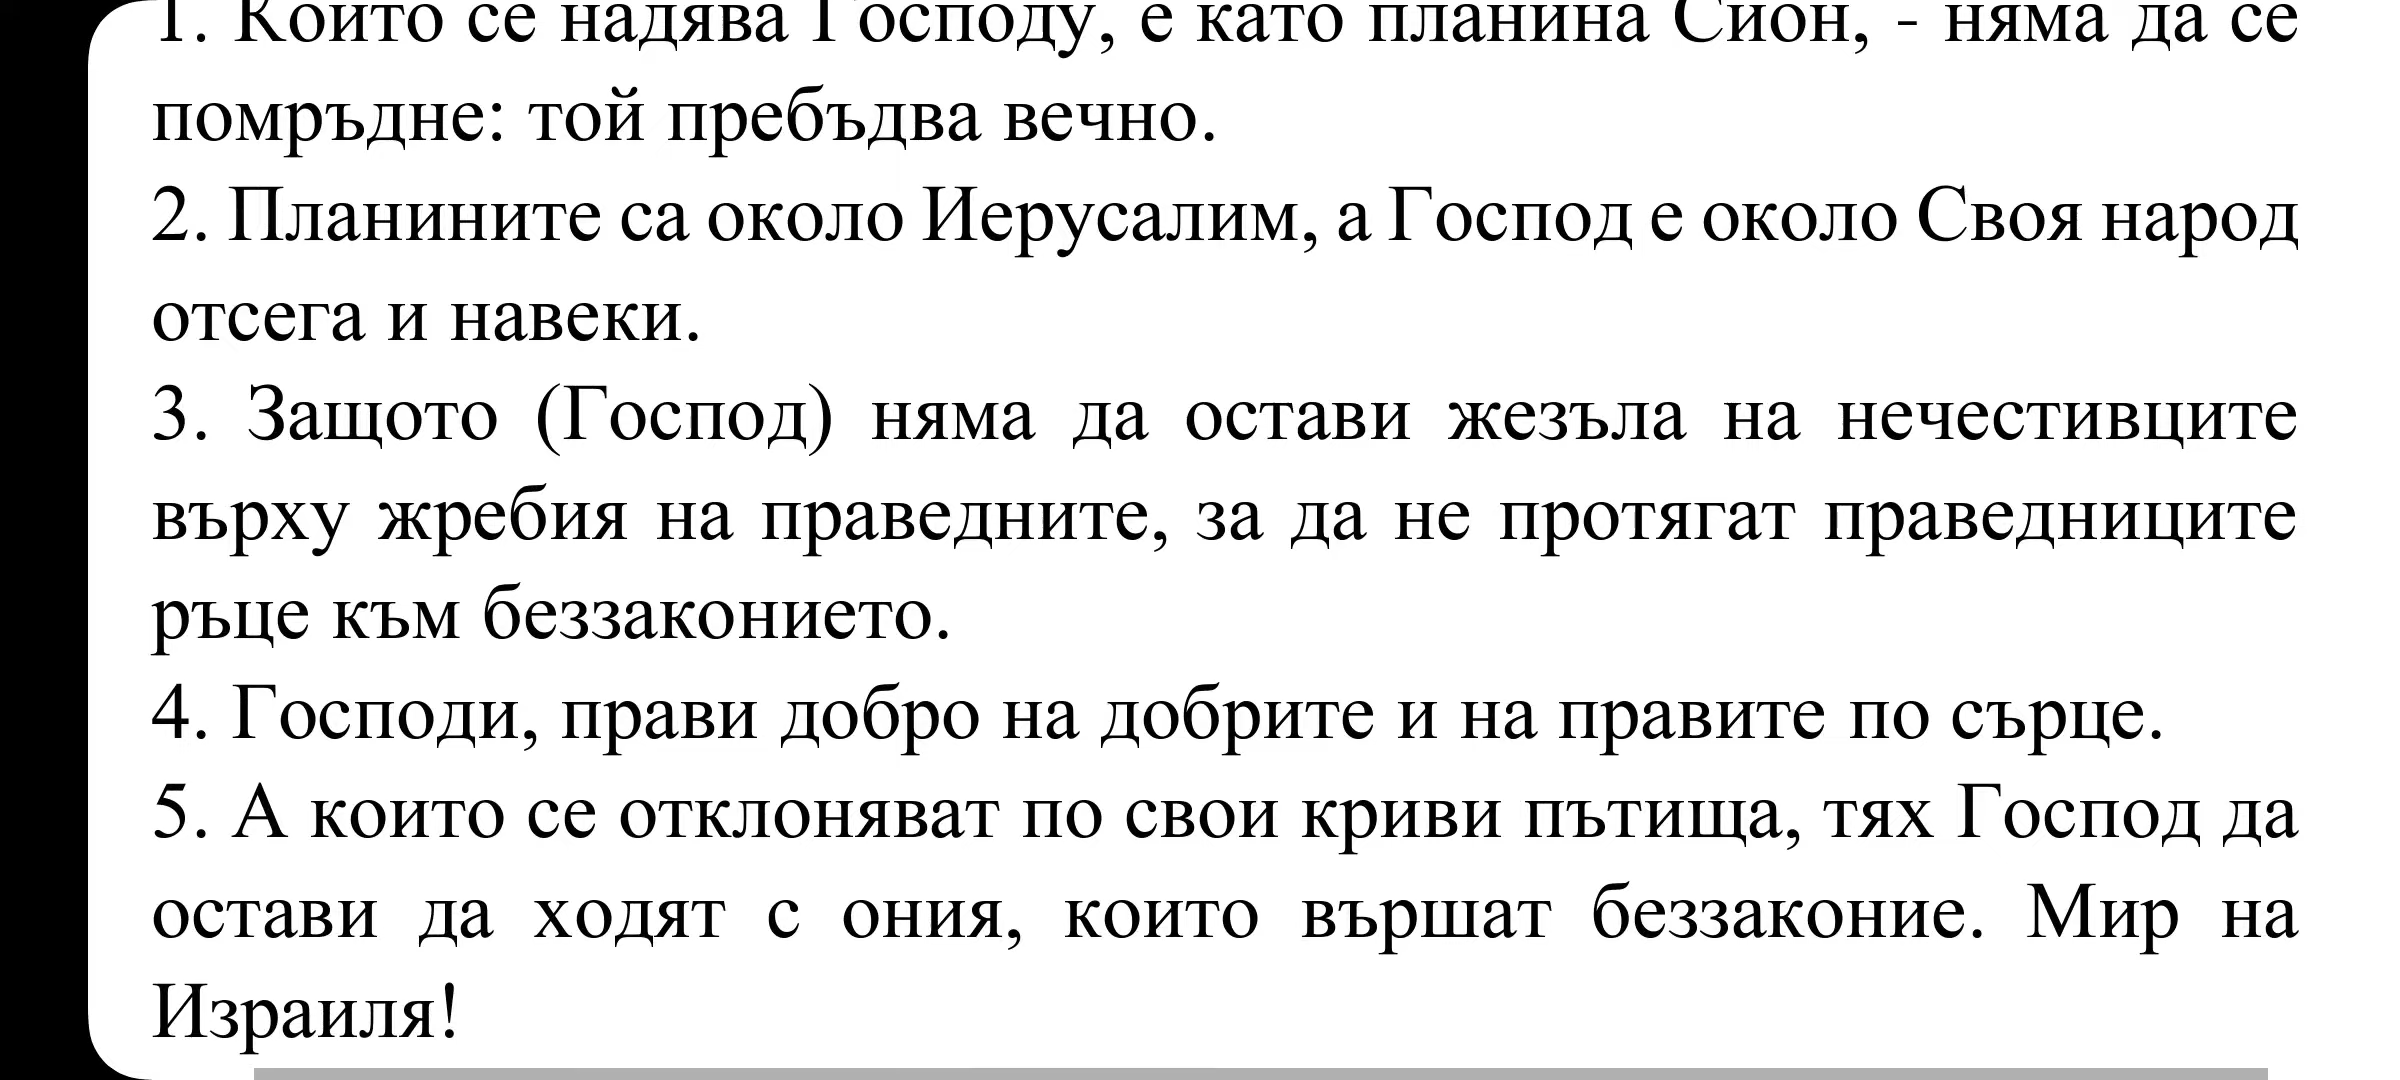 1. Които се надява Господу, е като планина Сион, - няма да се
помръдне: той пребъдва вечно.
2. Планините са около Иерусалим, а Господ е около Своя народ
отсега и навеки.
3. Защото (Господ) няма да остави жезъла на нечестивците
върху жребия на праведните, за да не протягат праведниците
ръце към беззаконието.
4. Господи, прави добро на добрите и на правите по сърце.
5. А които се отклоняват по свои криви пътища, тях Господ да
остави да ходят с ония, които вършат беззаконие. Мир на
Израиля!